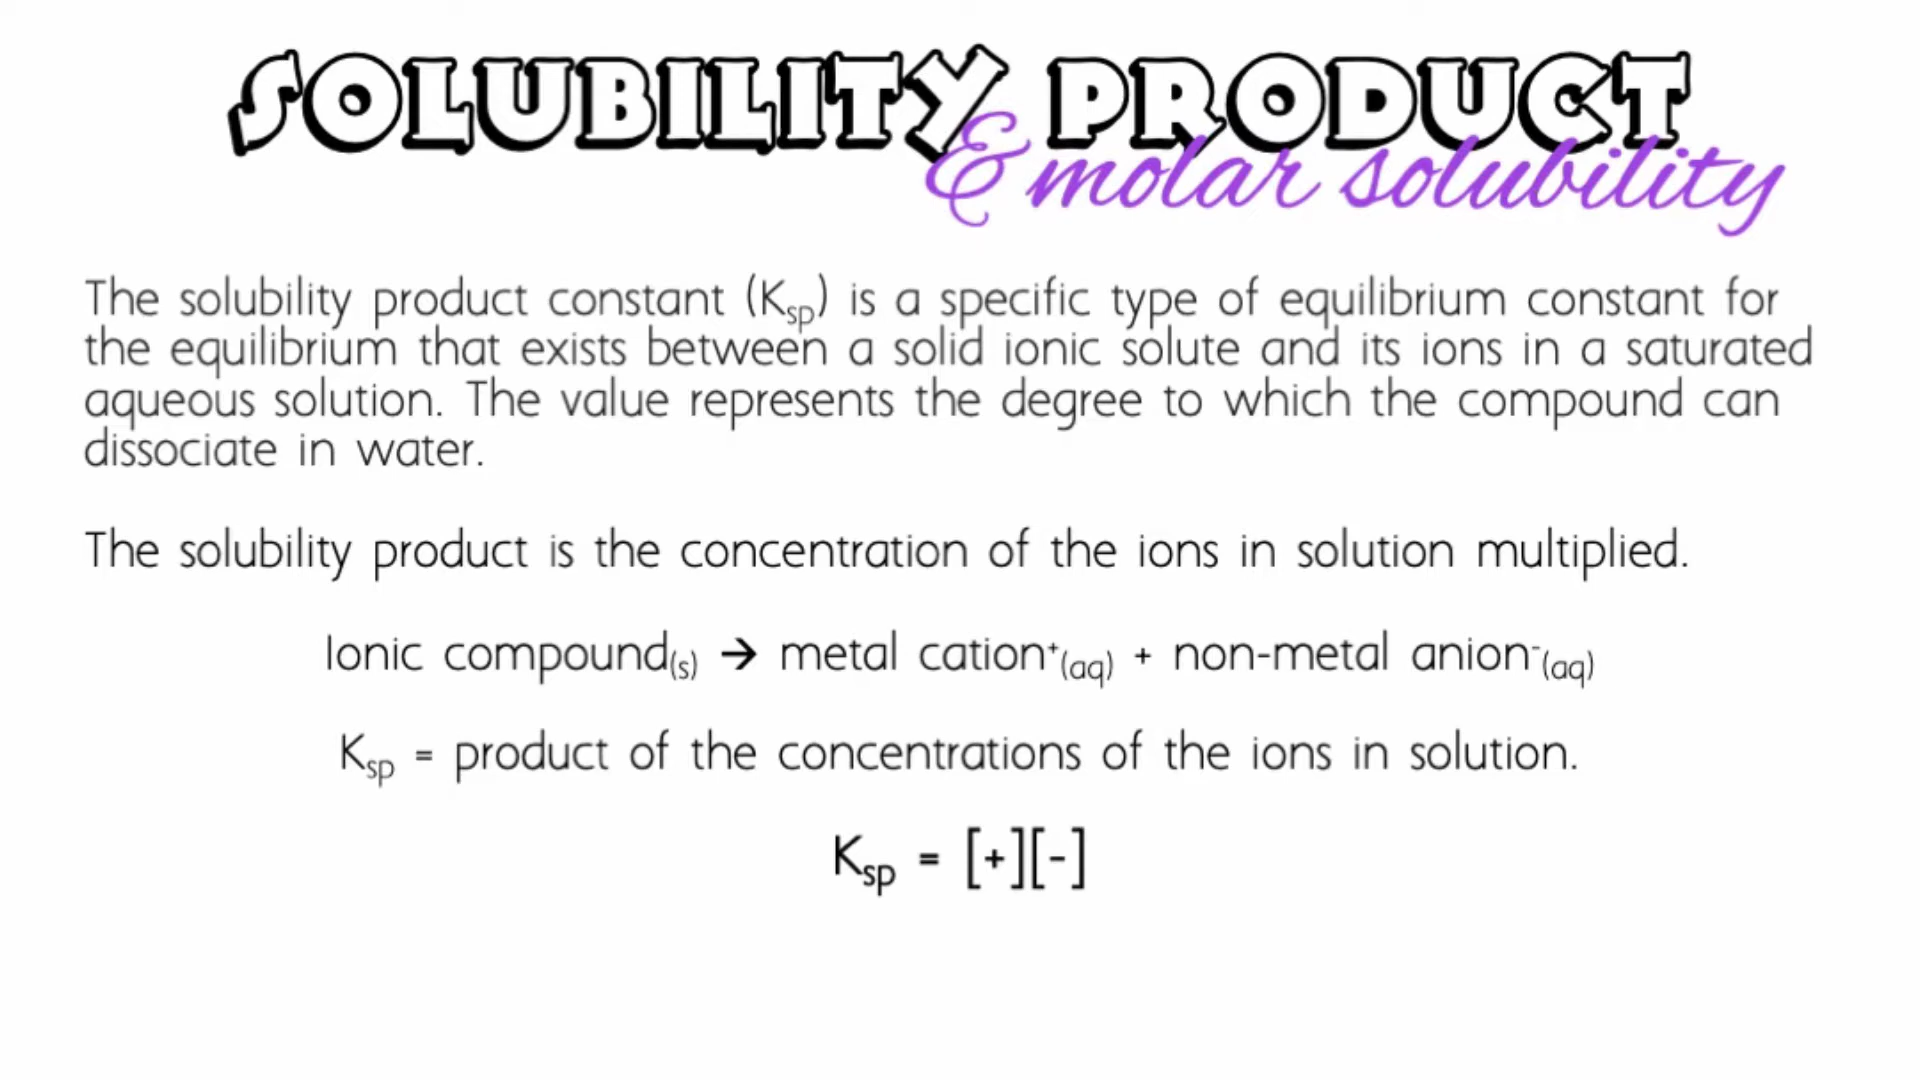 SOLUBILITY PRODUCT
& molar solubility
The solubility product constant (Ksp) is a specific type of equilibrium constant for
the equilibrium that exists between a solid ionic solute and its ions in a saturated
aqueous solution. The value represents the degree to which the compound can
dissociate in water.
The solubility product is the concentration of the ions in solution multiplied.
Ionic compound(s) → metal cation⁺(aq) + non-metal anion⁻(aq)
Ksp = product of the concentrations of the ions in solution.
Ksp = [+][-]